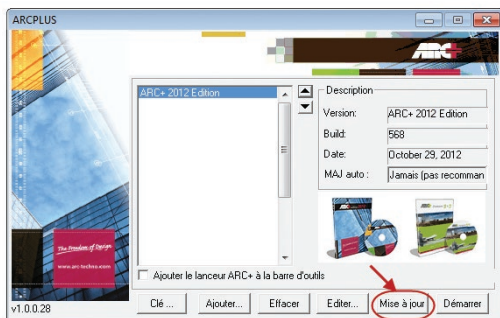 ARCPLUS
ARC+
ARC+ 2012 Edition
Description
Version:
ARC+ 2012 Edition
Build:
568
Date:
October 29, 2012
MAJ auto :
Jamais (pas recomman
The Freedom of Design
www.arc-techno.com
Ajouter le lanceur ARC+ à la barre d'outils
v1.0.0.28
Clé ...
Ajouter...
Effacer
Editer...
Mise à jour
Démarrer